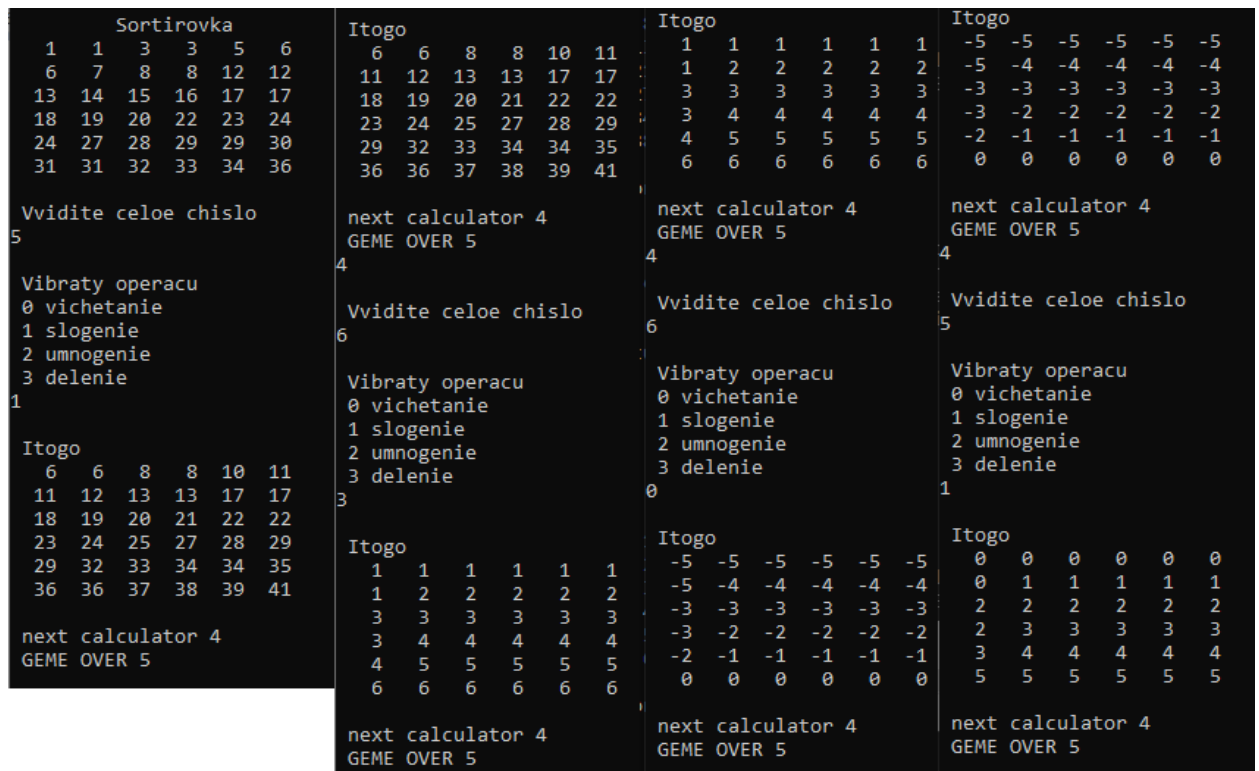 Sortirovka
1 1 3 3 5 6
6 7 8 8 12 12
13 14 15 16 17 17
18 19 20 22 23 24
24 27 28 29 29 30
31 31 32 33 34 36
Vvidite celoe chislo
5
Vibraty operacu
0 vichetanie
1 slogenie
2 umnogenie
3 delenie
1
Itogo
6 6 8 8 10 11
11 12 13 13 17 17
18 19 20 21 22 22
23 24 25 27 28 29
29 32 33 34 34 35
36 36 37 38 39 41
next calculator 4
GEME OVER 5
Itogo
6 6 8 8 10 11
11 12 13 13 17 17
18 19 20 21 22 22
23 24 25 27 28 29
29 32 33 34 34 35
36 36 37 38 39 41
next calculator 4
GEME OVER 5
4
Vvidite celoe chislo
6
Vibraty operacu
0 vichetanie
1 slogenie
2 umnogenie
3 delenie
3
Itogo
1 1 1 1 1 1
1 2 2 2 2 2
3 3 3 3 3 3
3 4 4 4 4 4
4 5 5 5 5 5
6 6 6 6 6 6
next calculator 4
GEME OVER 5
Itogo
1 1 1 1 1 1
1 2 2 2 2 2
3 3 3 3 3 3
3 4 4 4 4 4
4 5 5 5 5 5
6 6 6 6 6 6
next calculator 4
GEME OVER 5
4
Vvidite celoe chislo
6
Vibraty operacu
0 vichetanie
1 slogenie
2 umnogenie
3 delenie
0
Itogo
-5 -5 -5 -5 -5 -5
-5 -4 -4 -4 -4 -4
-3 -3 -3 -3 -3 -3
-3 -2 -2 -2 -2 -2
-2 -1 -1 -1 -1 -1
0 0 0 0 0 0
next calculator 4
GEME OVER 5
Itogo
-5 -5 -5 -5 -5 -5
-5 -4 -4 -4 -4 -4
-3 -3 -3 -3 -3 -3
-3 -2 -2 -2 -2 -2
-2 -1 -1 -1 -1 -1
0 0 0 0 0 0
next calculator 4
GEME OVER 5
4
Vvidite celoe chislo
5
Vibraty operacu
0 vichetanie
1 slogenie
2 umnogenie
3 delenie
1
Itogo
0 0 0 0 0 0
0 1 1 1 1 1
2 2 2 2 2 2
2 3 3 3 3 3
3 4 4 4 4 4
5 5 5 5 5 5
next calculator 4
GEME OVER 5